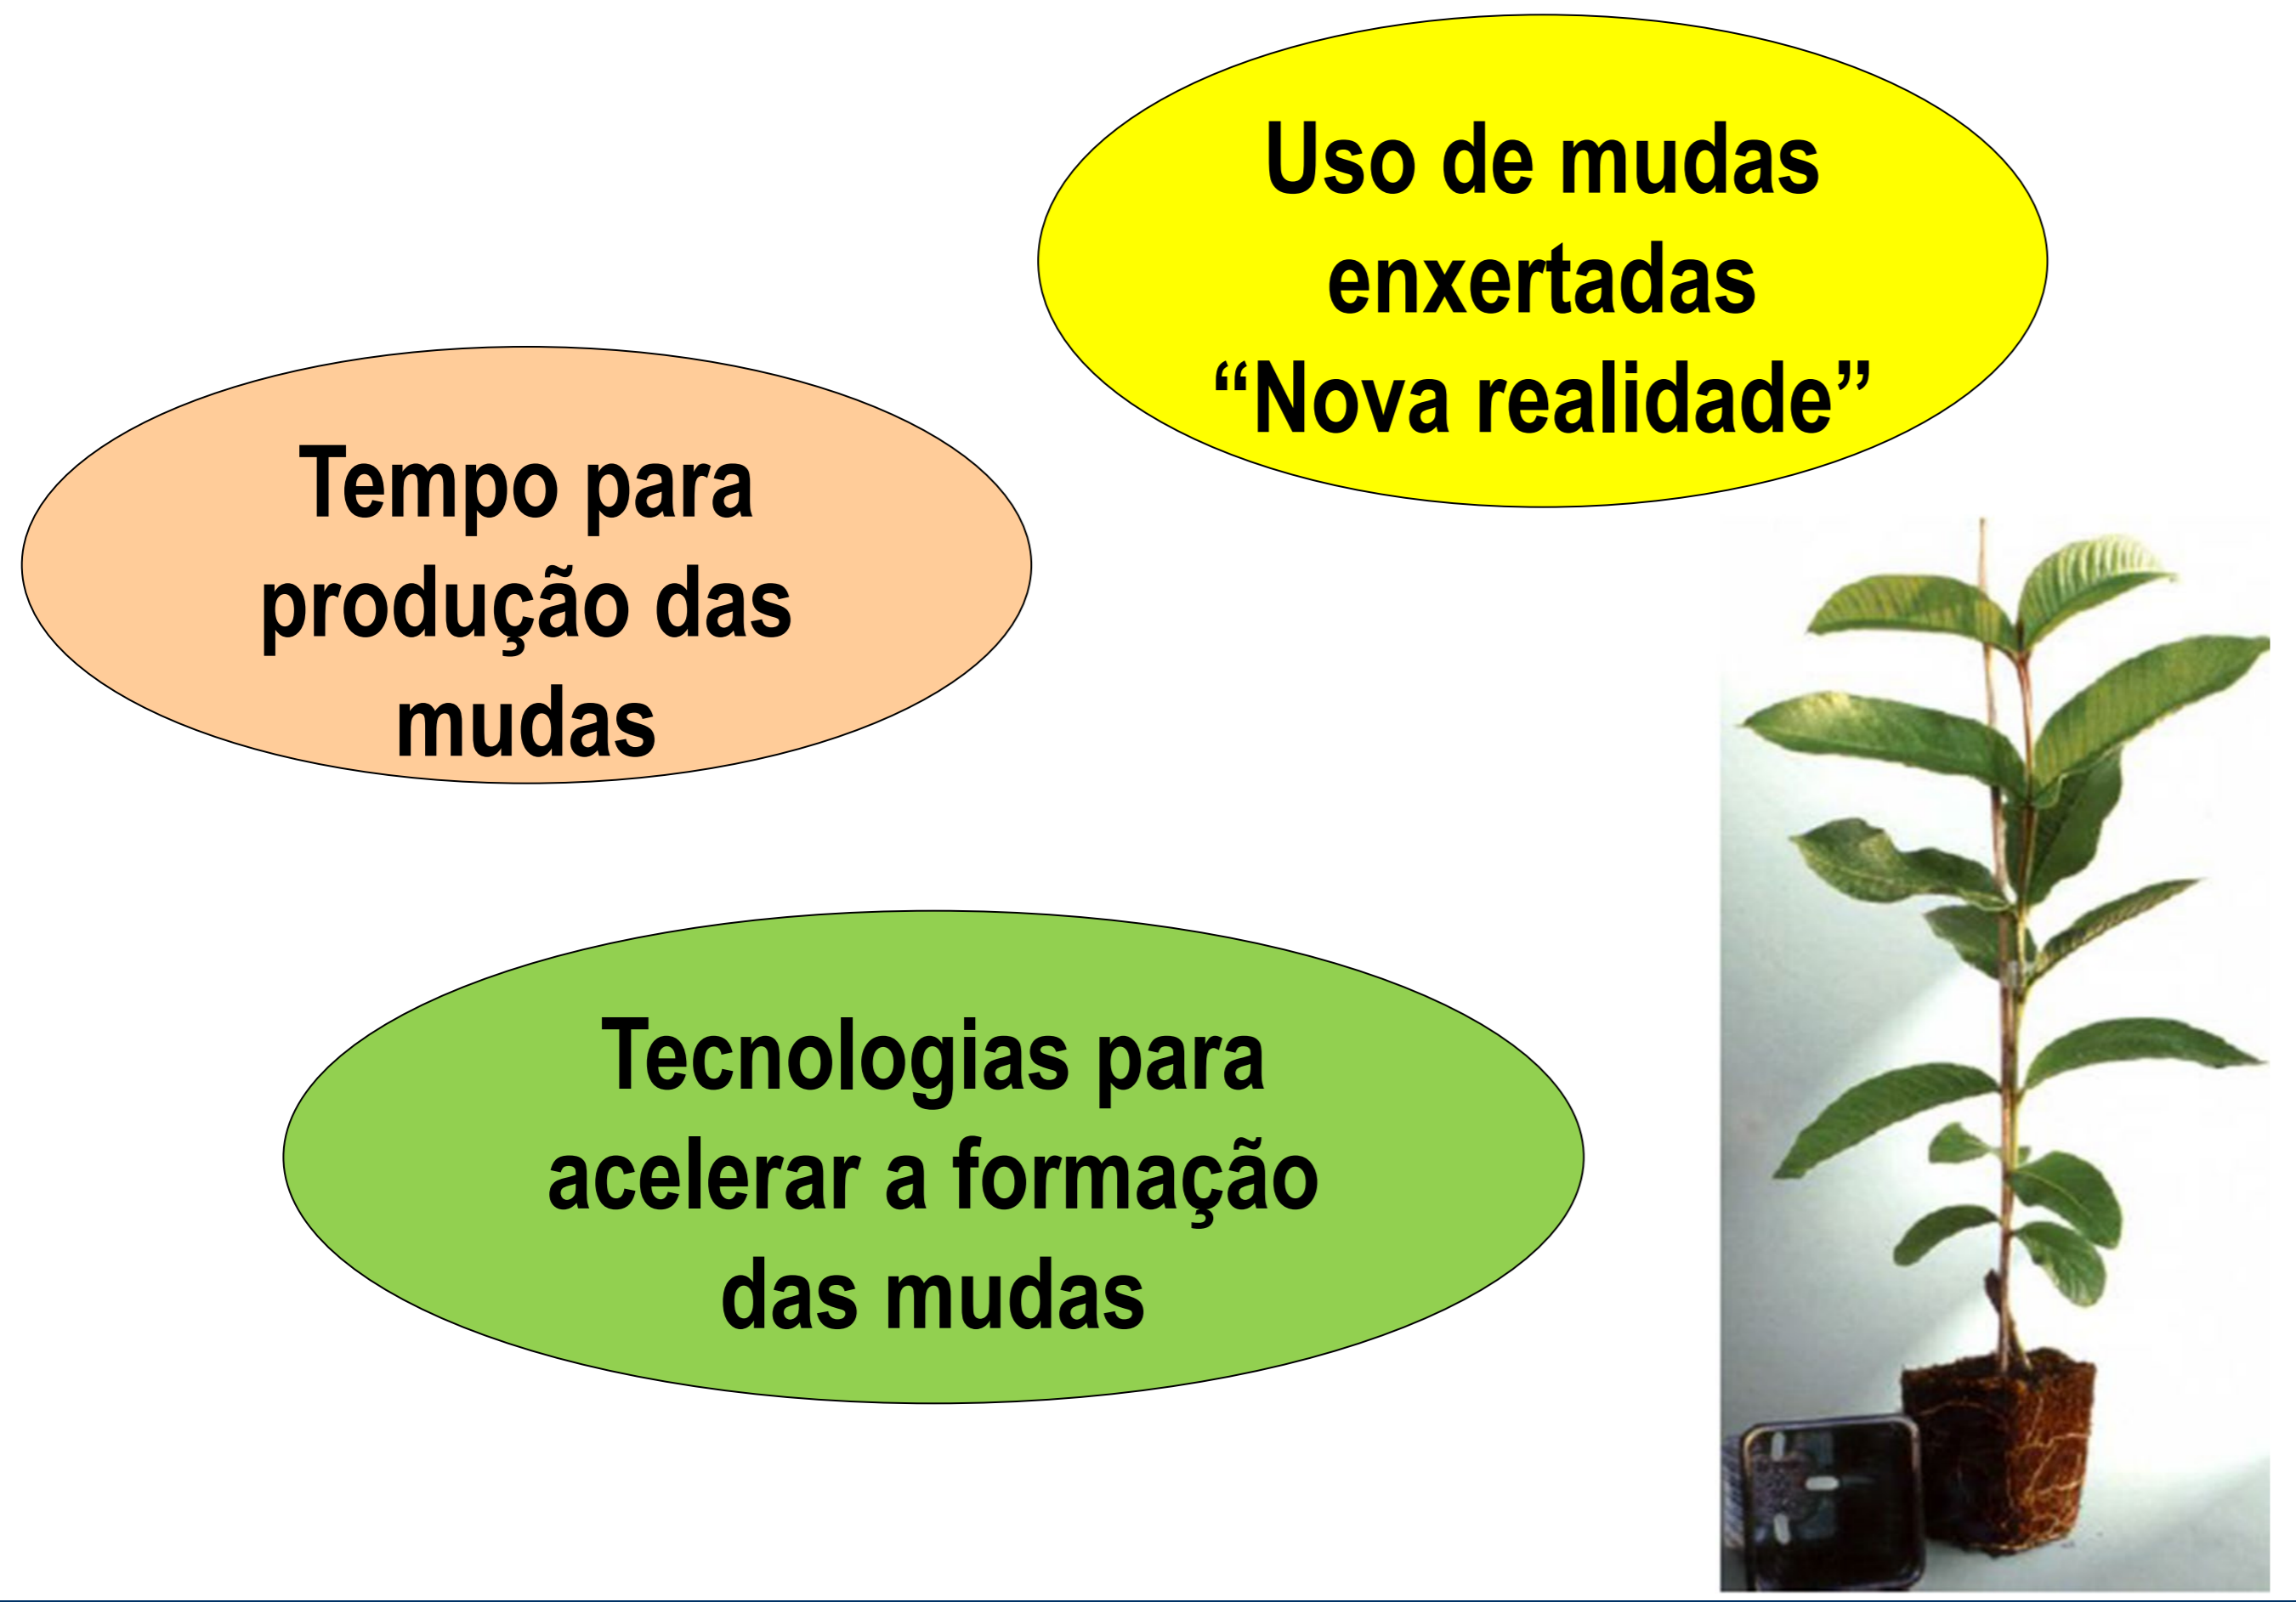 Uso de mudas
enxertadas
“Nova realidade”
Tempo para
produção das
mudas
Tecnologias para
acelerar a formação
das mudas